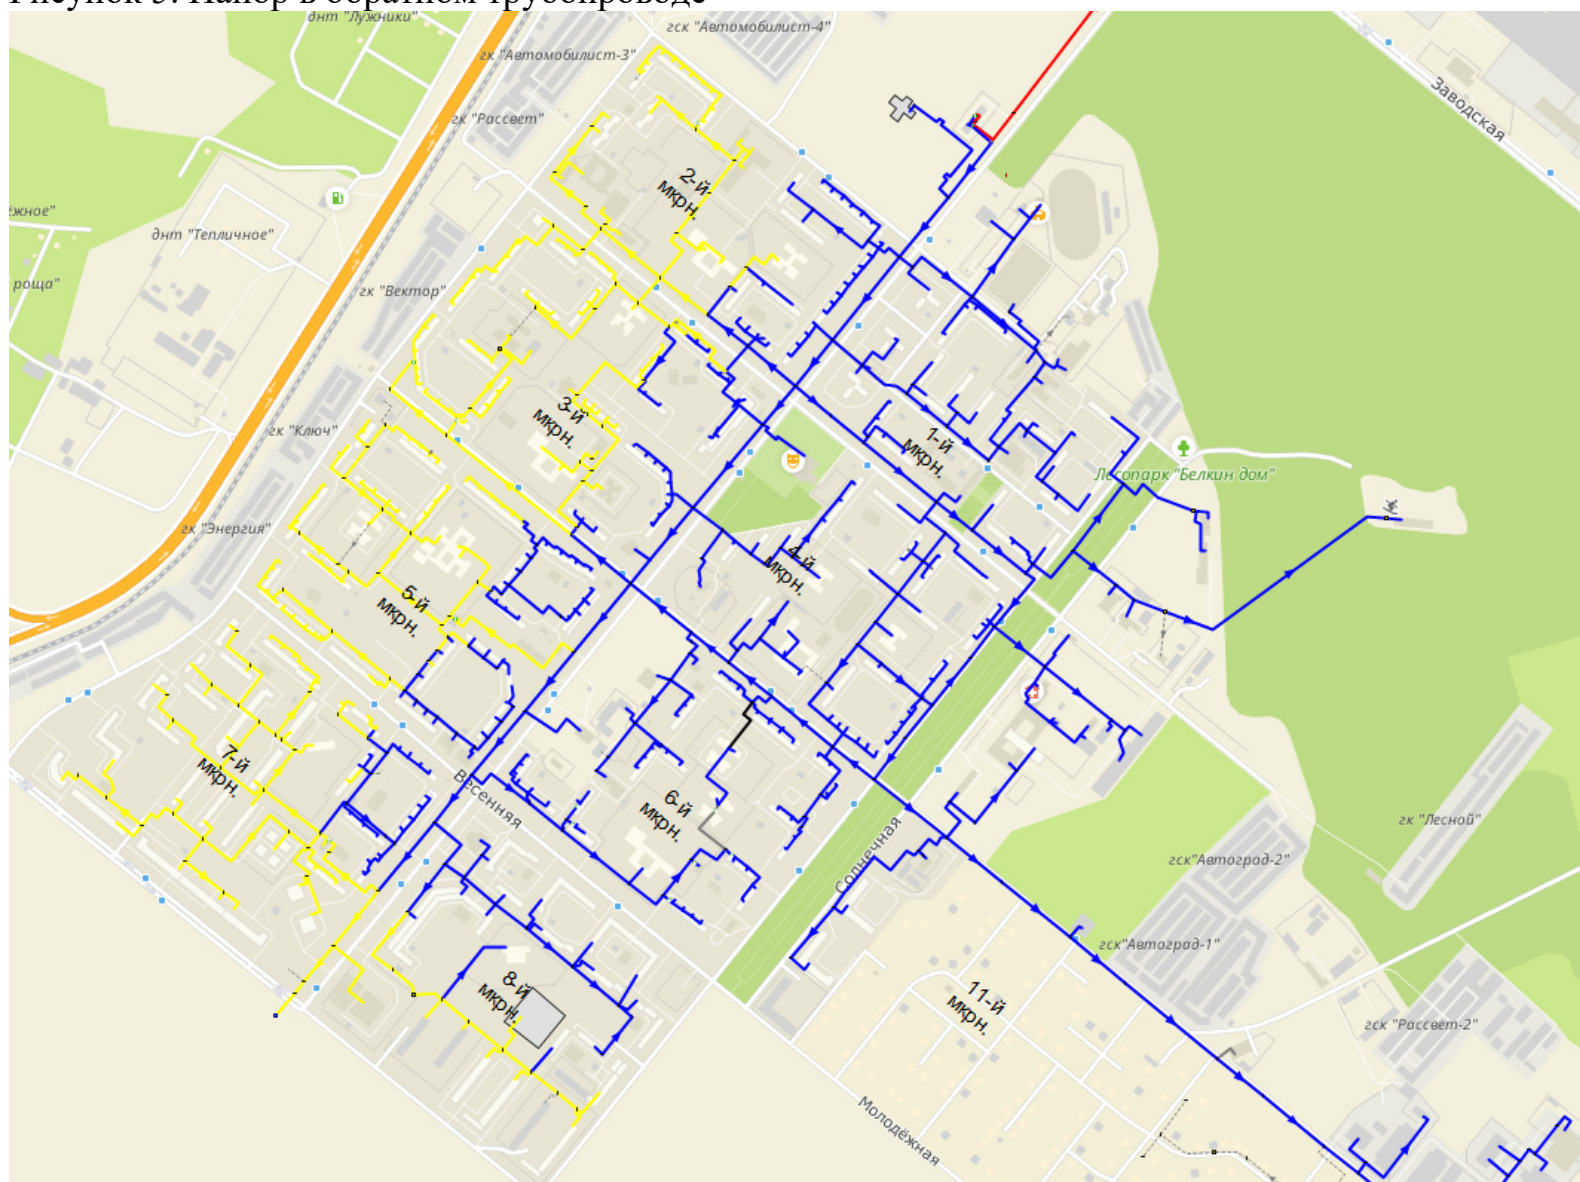 Рисунок 3. Напор в обратном трубопроводе
днт "Лужники"
гск "Автомобилист-4"
гк "Автомобилист-3"
Заводская
гк "Рассвет"
2-й
мкрн.
ёжное"
днт "Тепличное"
роща"
гк "Вектор"
3-й
мкрн.
гк "Ключ"
1-й
мкрн.
Лесопарк "Белкин дом"
гк "Энергия"
4-й
мкрн.
5-й
мкрн.
7-й
мкрн.
Весенняя
6-й
мкрн.
Солнечная
гк "Лесной"
гск"Автоград-2"
гск"Автоград-1"
8-й
мкрн.
11-й
мкрн.
гск "Рассвет-2"
Молодёжная